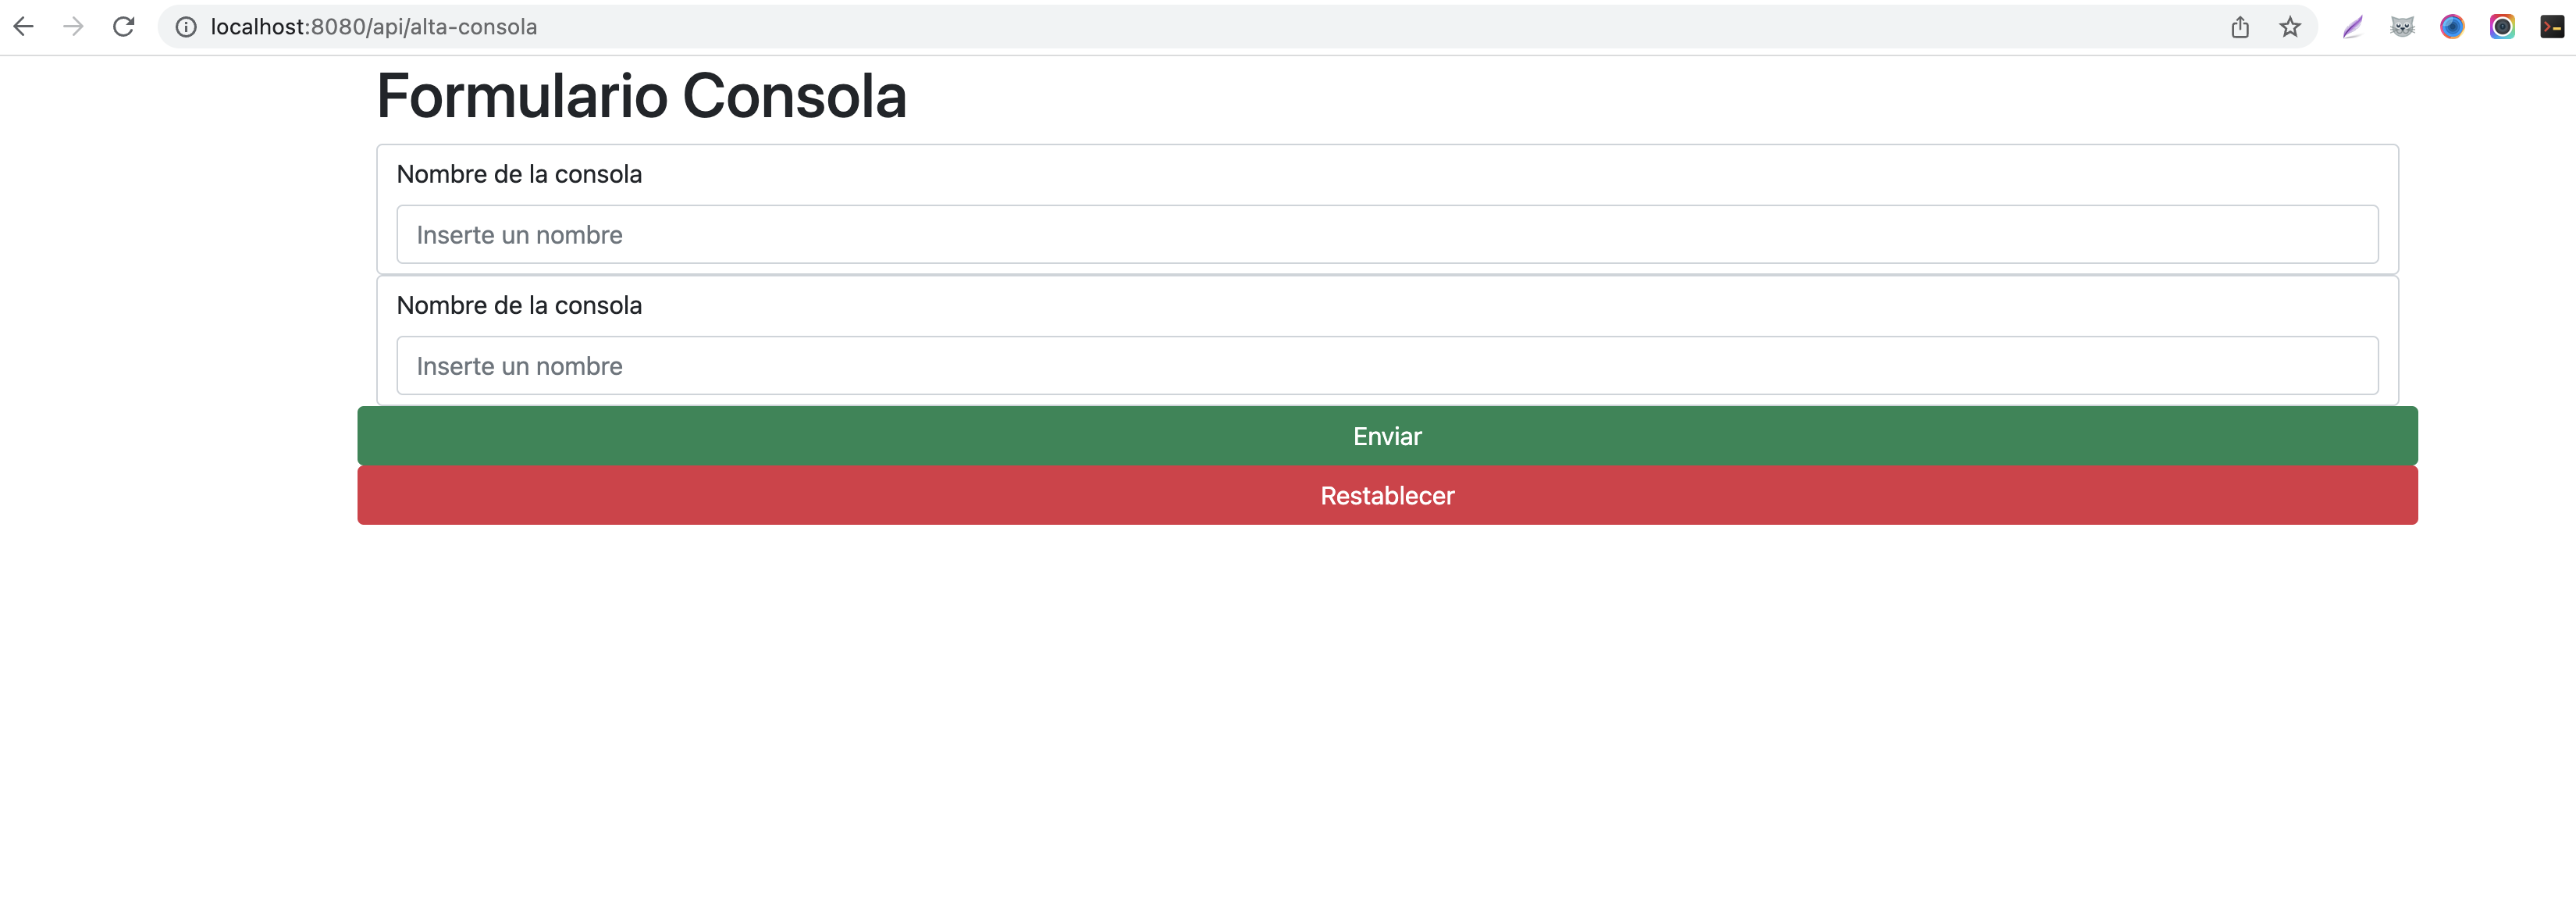 localhost:8080/api/alta-consola
Formulario Consola
Nombre de la consola
Inserte un nombre
Nombre de la consola
Inserte un nombre
Enviar
Restablecer